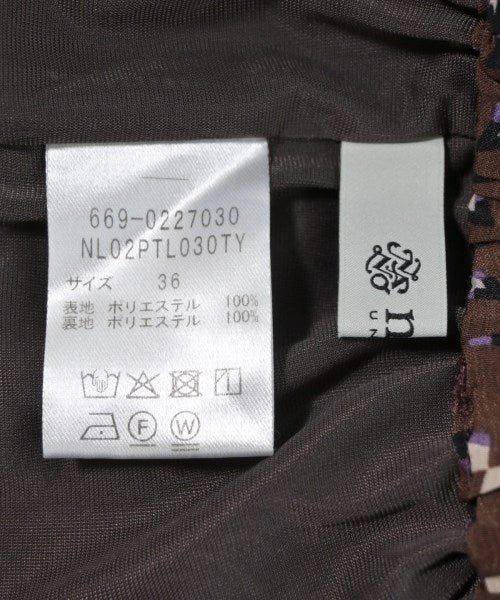 669-0227030
NL02PTL030TY
サイズ 36
表地 ポリエステル 100%
裏地 ポリエステル 100%
F W
n
U N